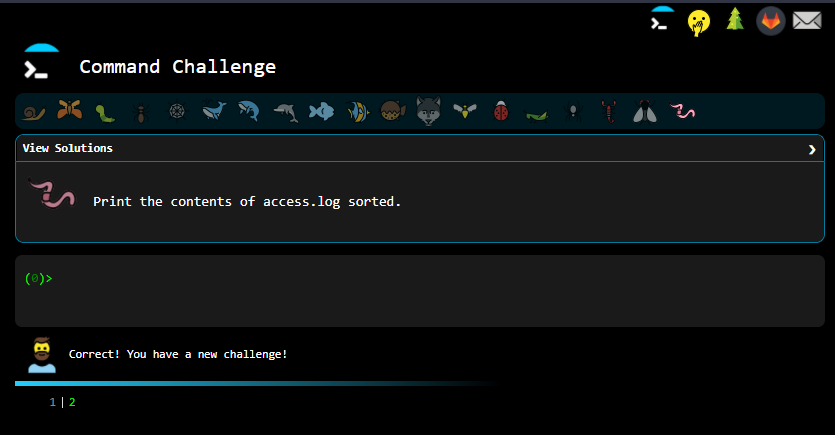 Command Challenge
View Solutions
Print the contents of access.log sorted.
(0)>
Correct! You have a new challenge!
1 | 2